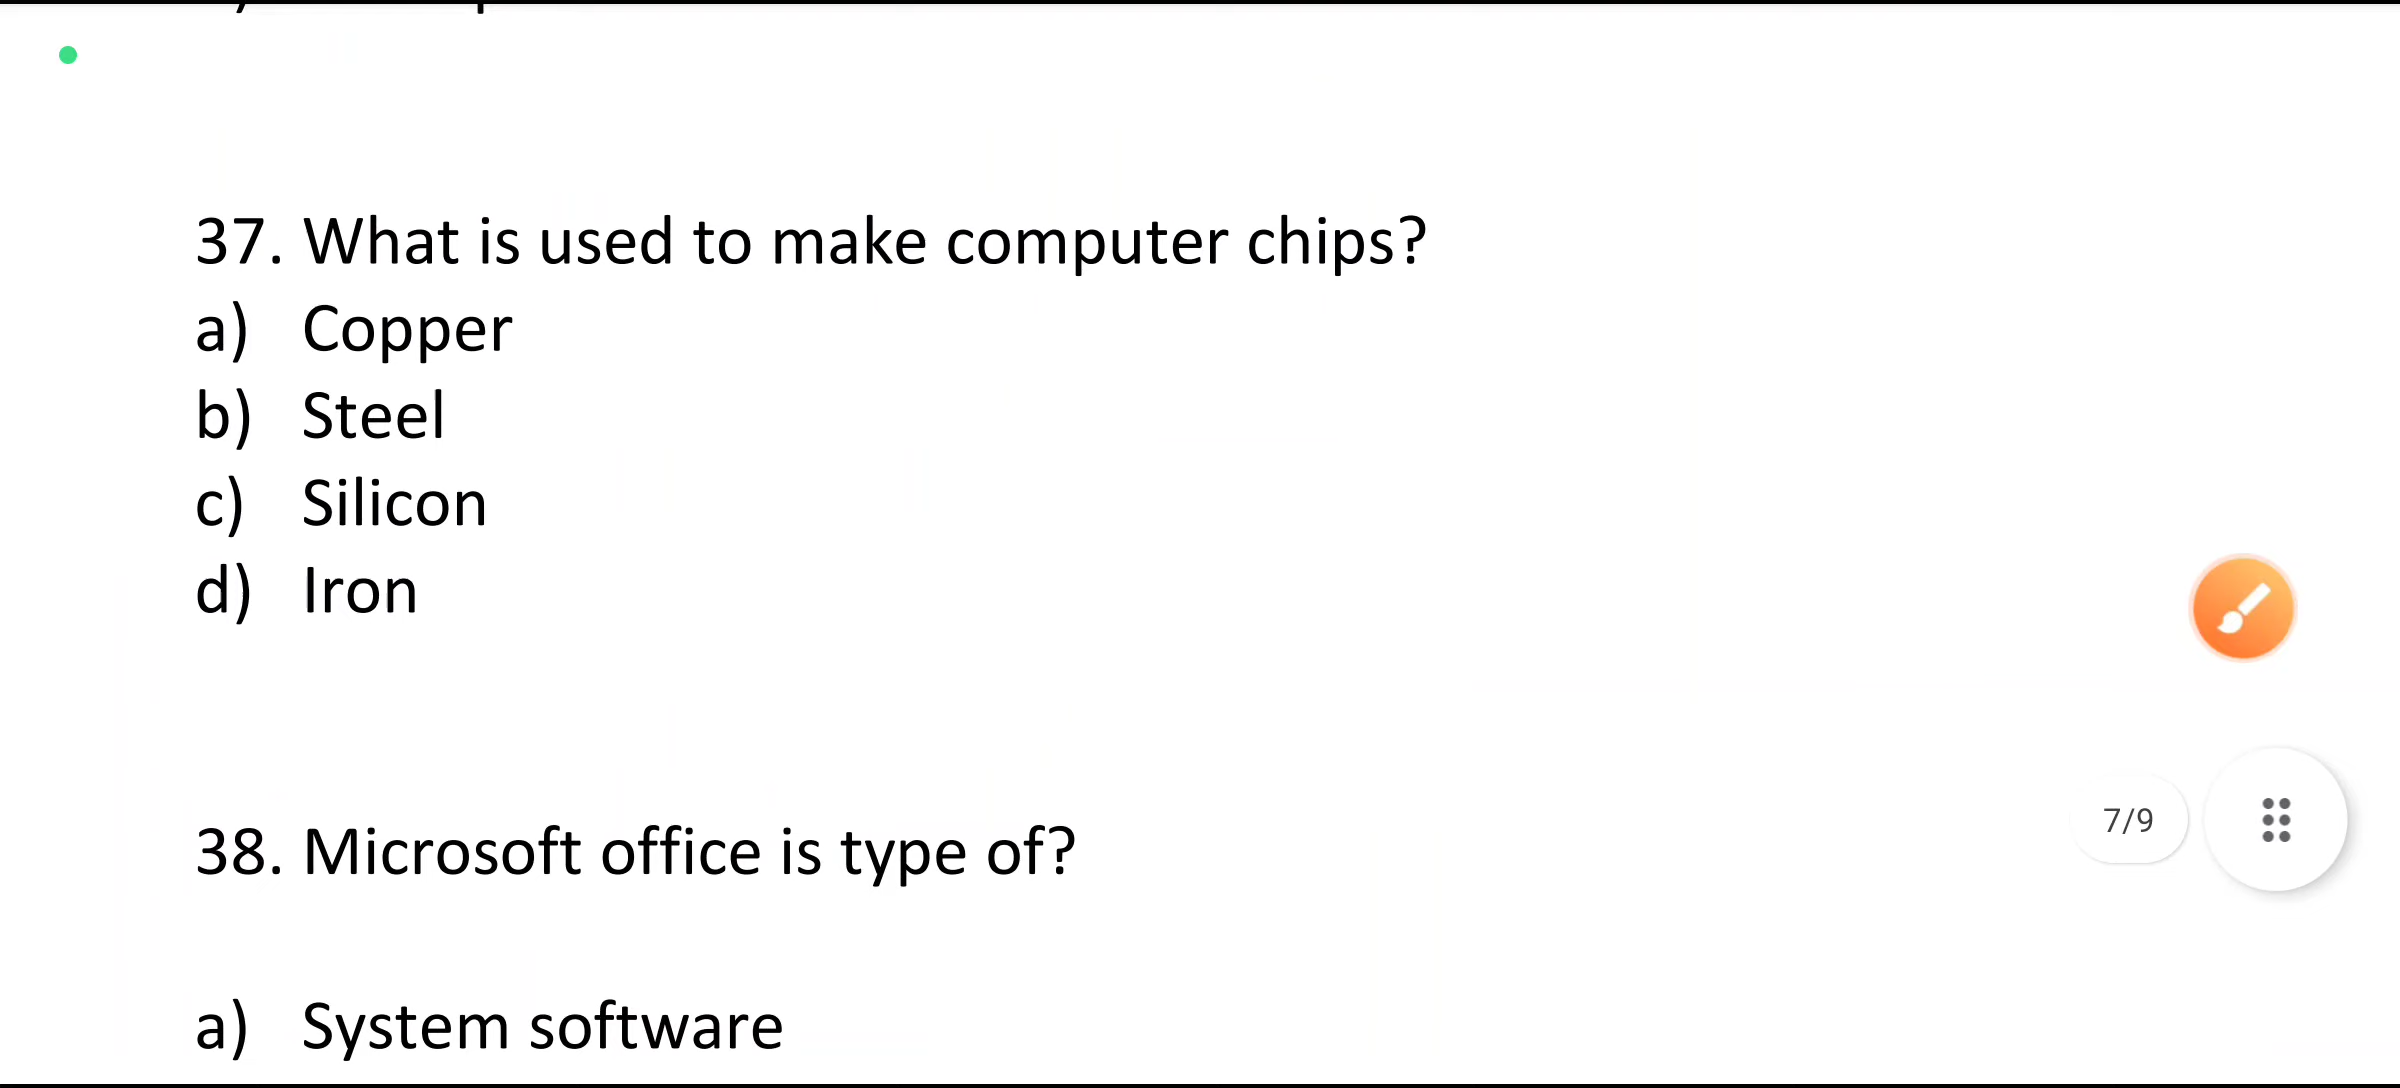 37. What is used to make computer chips?
a) Copper
b) Steel
c) Silicon
d) Iron
7/9
38. Microsoft office is type of?
a) System software